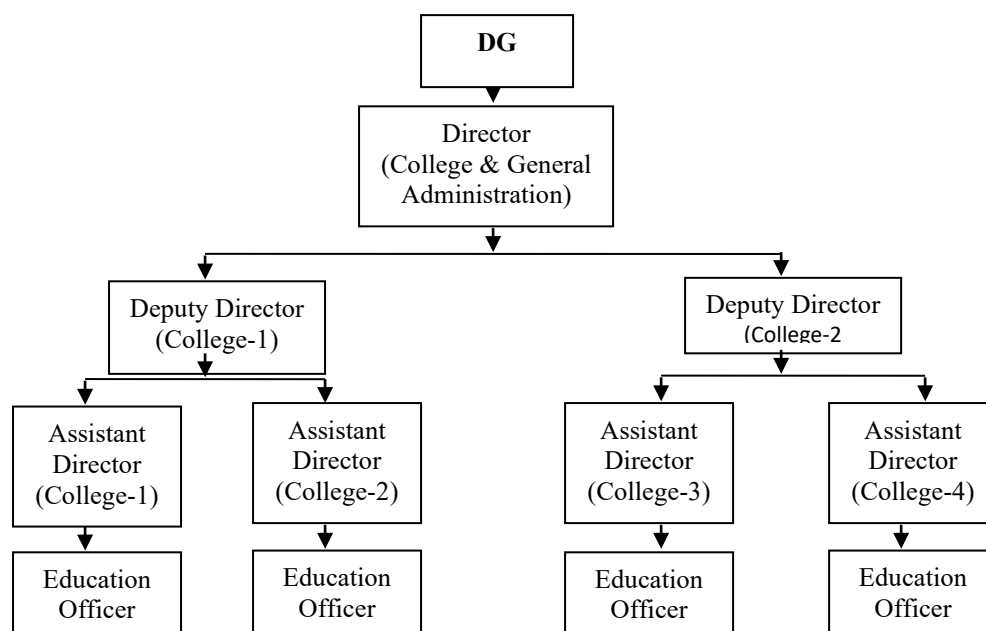 DG
Director
(College & General
Administration)
Deputy Director
(College-1)
Deputy Director
(College-2
Assistant
Director
(College-1)
Assistant
Director
(College-2)
Assistant
Director
(College-3)
Assistant
Director
(College-4)
Education
Officer
Education
Officer
Education
Officer
Education
Officer